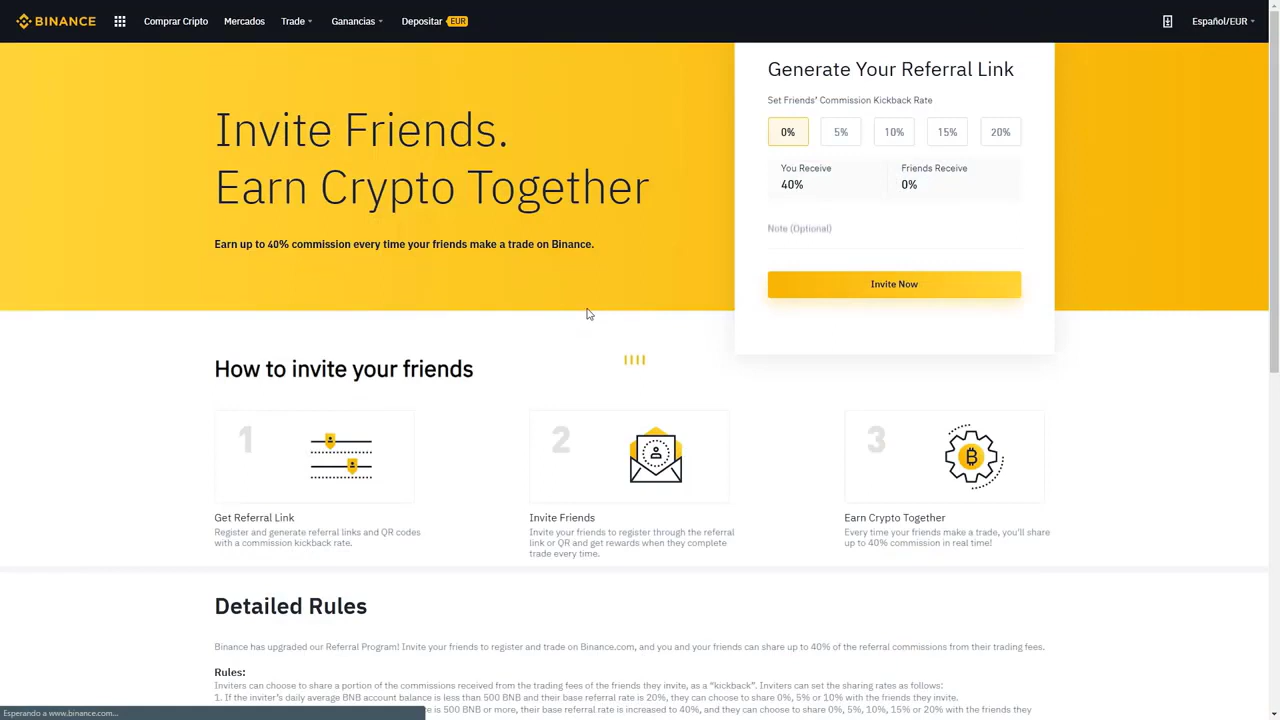 BINANCE Comprar Cripto Mercados Trade Ganancias Depositar EUR Español/EUR
Invite Friends.
Earn Crypto Together
Earn up to 40% commission every time your friends make a trade on Binance.
Generate Your Referral Link
Set Friends' Commission Kickback Rate
0% 5% 10% 15% 20%
You Receive Friends Receive
40% 0%
Note (Optional)
Invite Now
How to invite your friends
1
Get Referral Link
Register and generate referral links and QR codes
with a commission kickback rate.
2
Invite Friends
Invite your friends to register through the referral
link or QR and get rewards when they complete
trade every time.
3
Earn Crypto Together
Every time your friends make a trade, you'll share
up to 40% commission in real time!
Detailed Rules
Binance has upgraded our Referral Program! Invite your friends to register and trade on Binance.com, and you and your friends can share up to 40% of the referral commissions from their trading fees.
Rules:
Inviters can choose to share a portion of the commissions received from the trading fees of the friends they invite, as a "kickback". Inviters can set the sharing rates as follows:
1. If the inviter's daily average BNB account balance is less than 500 BNB and their base referral rate is 20%, they can choose to share 0%, 5% or 10% with the friends they invite.
ce is 500 BNB or more, their base referral rate is increased to 40%, and they can choose to share 0%, 5%, 10%, 15% or 20% with the friends they
Esperando a www.binance.com...